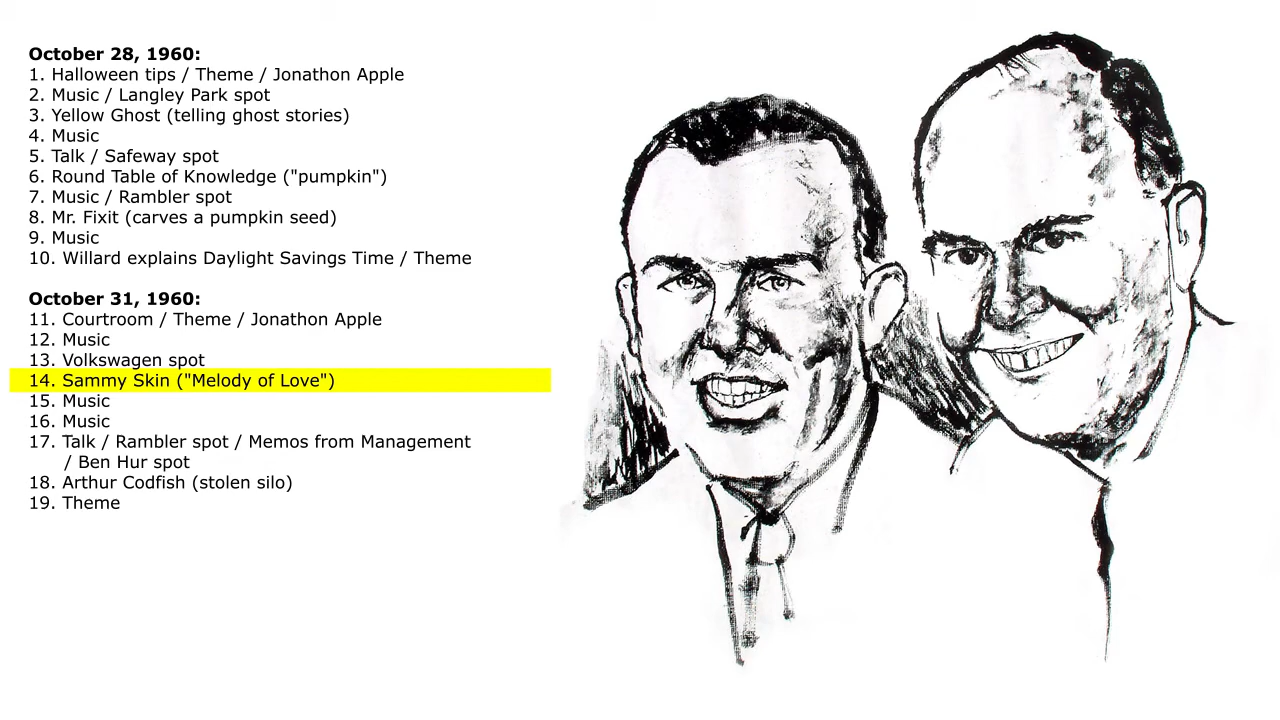 October 28, 1960:
1. Halloween tips / Theme / Jonathon Apple
2. Music / Langley Park spot
3. Yellow Ghost (telling ghost stories)
4. Music
5. Talk / Safeway spot
6. Round Table of Knowledge ("pumpkin")
7. Music / Rambler spot
8. Mr. Fixit (carves a pumpkin seed)
9. Music
10. Willard explains Daylight Savings Time / Theme
October 31, 1960:
11. Courtroom / Theme / Jonathon Apple
12. Music
13. Volkswagen spot
14. Sammy Skin ("Melody of Love")
15. Music
16. Music
17. Talk / Rambler spot / Memos from Management
/ Ben Hur spot
18. Arthur Codfish (stolen silo)
19. Theme